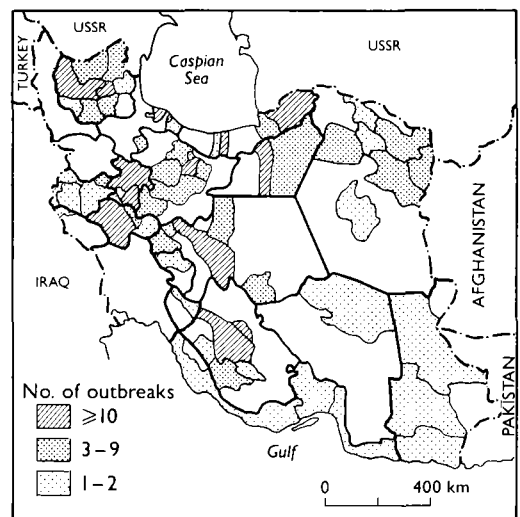 USSR
TURKEY
Caspian
Sea
USSR
AFGHANISTAN
IRAQ
PAKISTAN
No. of outbreaks
≥10
3–9
1–2
Gulf
0 400 km